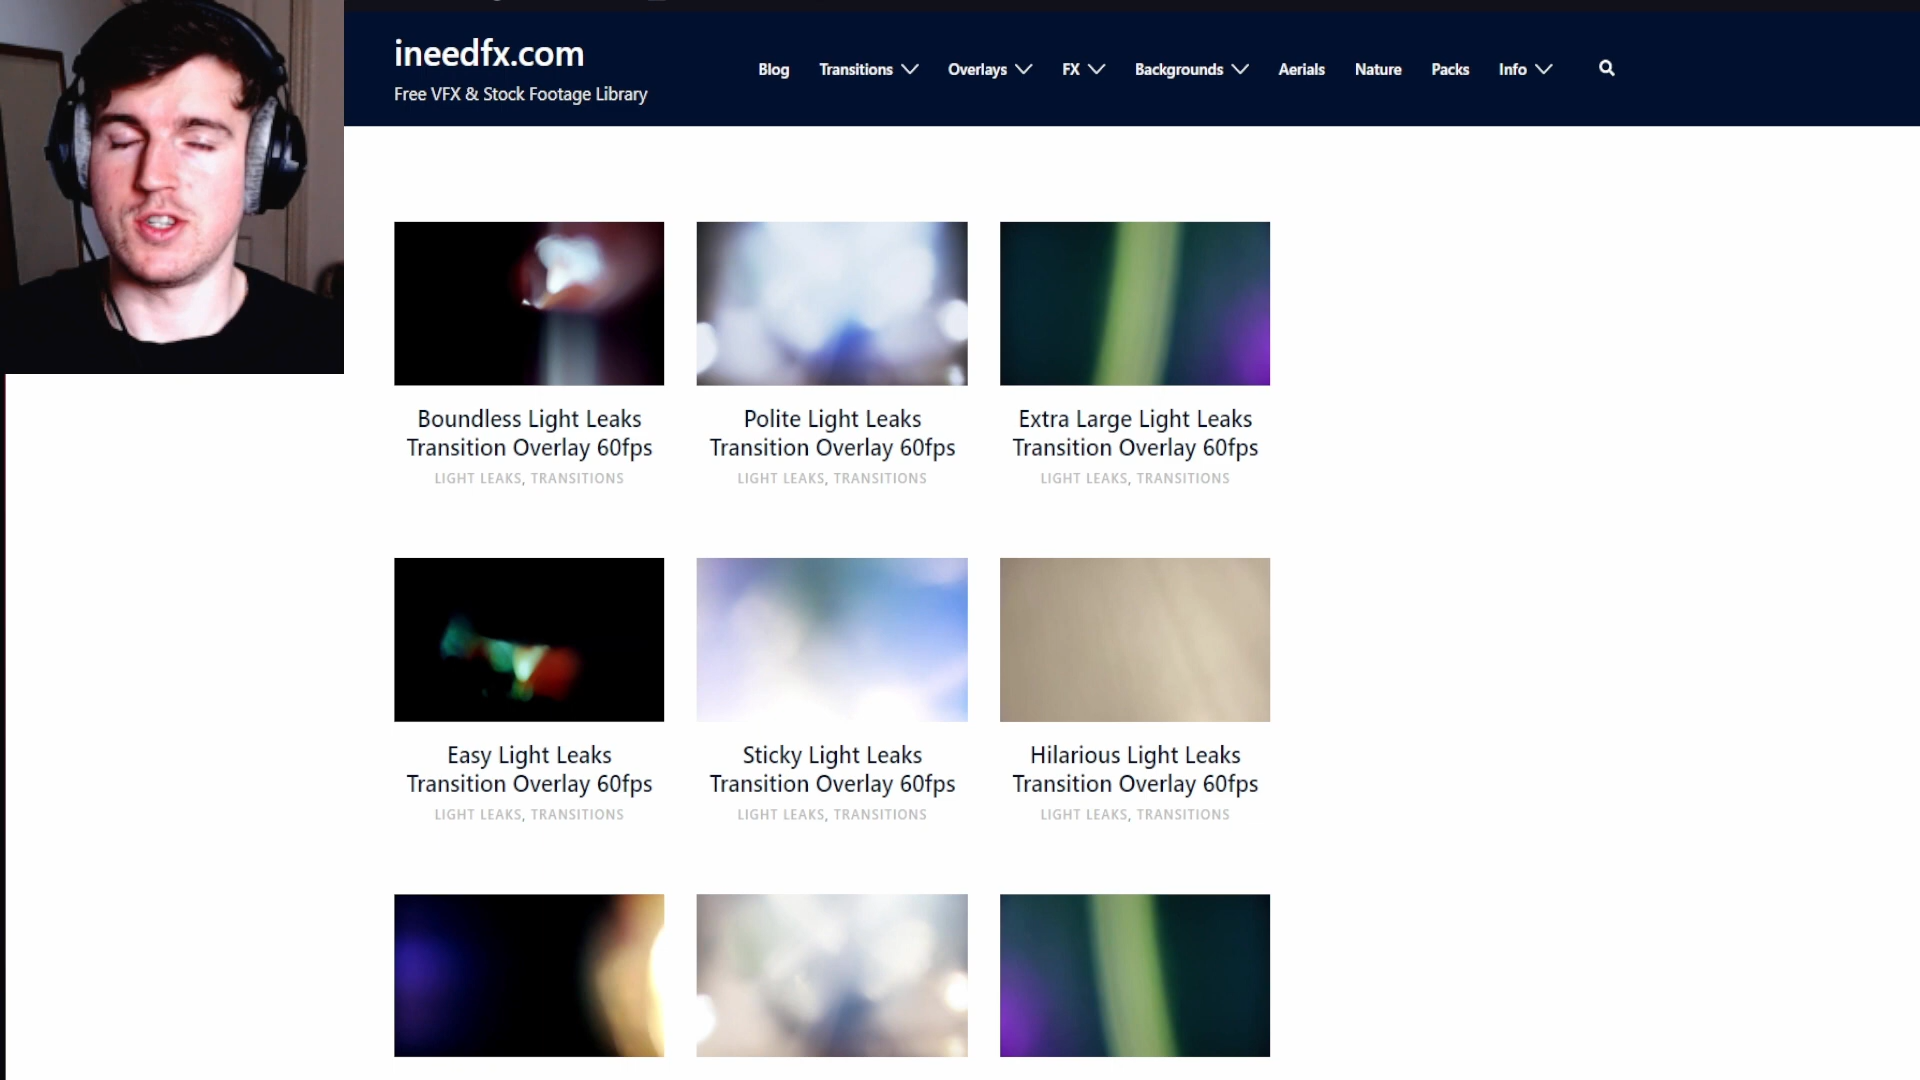 ineedfx.com
Free VFX & Stock Footage Library
Blog Transitions Overlays FX Backgrounds Aerials Nature Packs Info
Boundless Light Leaks
Transition Overlay 60fps
LIGHT LEAKS, TRANSITIONS
Polite Light Leaks
Transition Overlay 60fps
LIGHT LEAKS, TRANSITIONS
Extra Large Light Leaks
Transition Overlay 60fps
LIGHT LEAKS, TRANSITIONS
Easy Light Leaks
Transition Overlay 60fps
LIGHT LEAKS, TRANSITIONS
Sticky Light Leaks
Transition Overlay 60fps
LIGHT LEAKS, TRANSITIONS
Hilarious Light Leaks
Transition Overlay 60fps
LIGHT LEAKS, TRANSITIONS